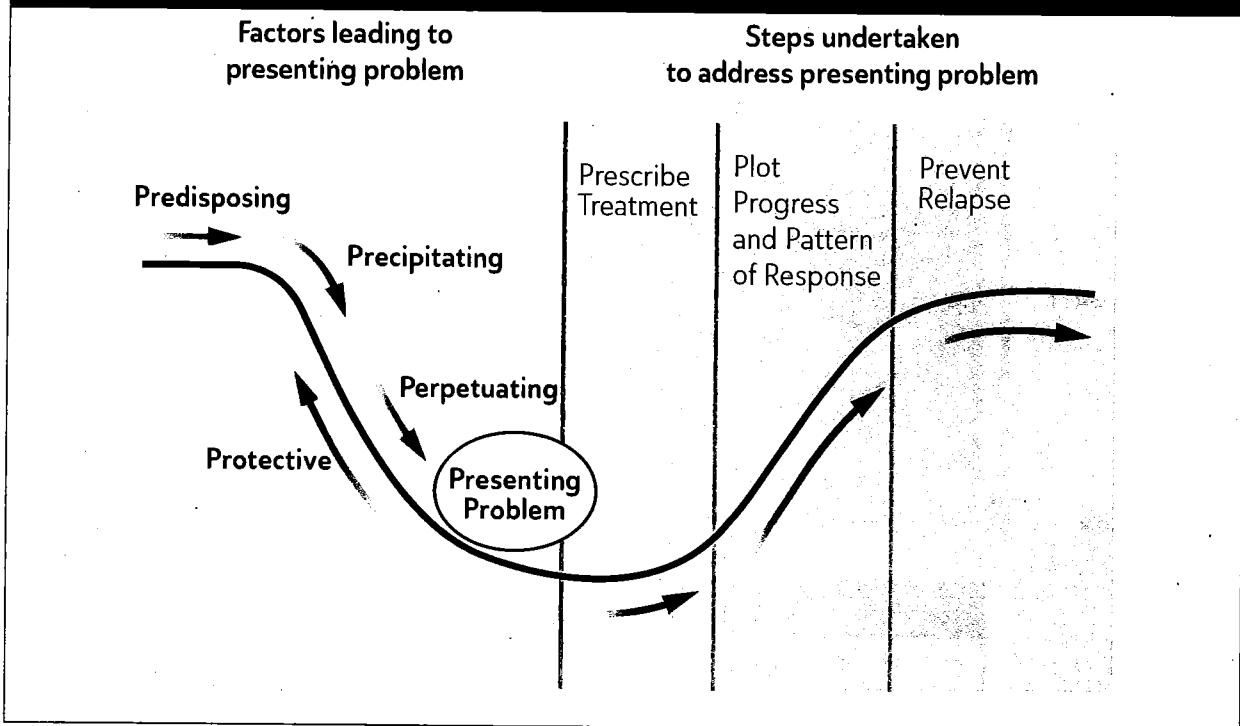 Factors leading to
presenting problem
Steps undertaken
to address presenting problem
Predisposing
Precipitating
Perpetuating
Protective
Presenting
Problem
Prescribe
Treatment
Plot
Progress
and Pattern
of Response
Prevent
Relapse